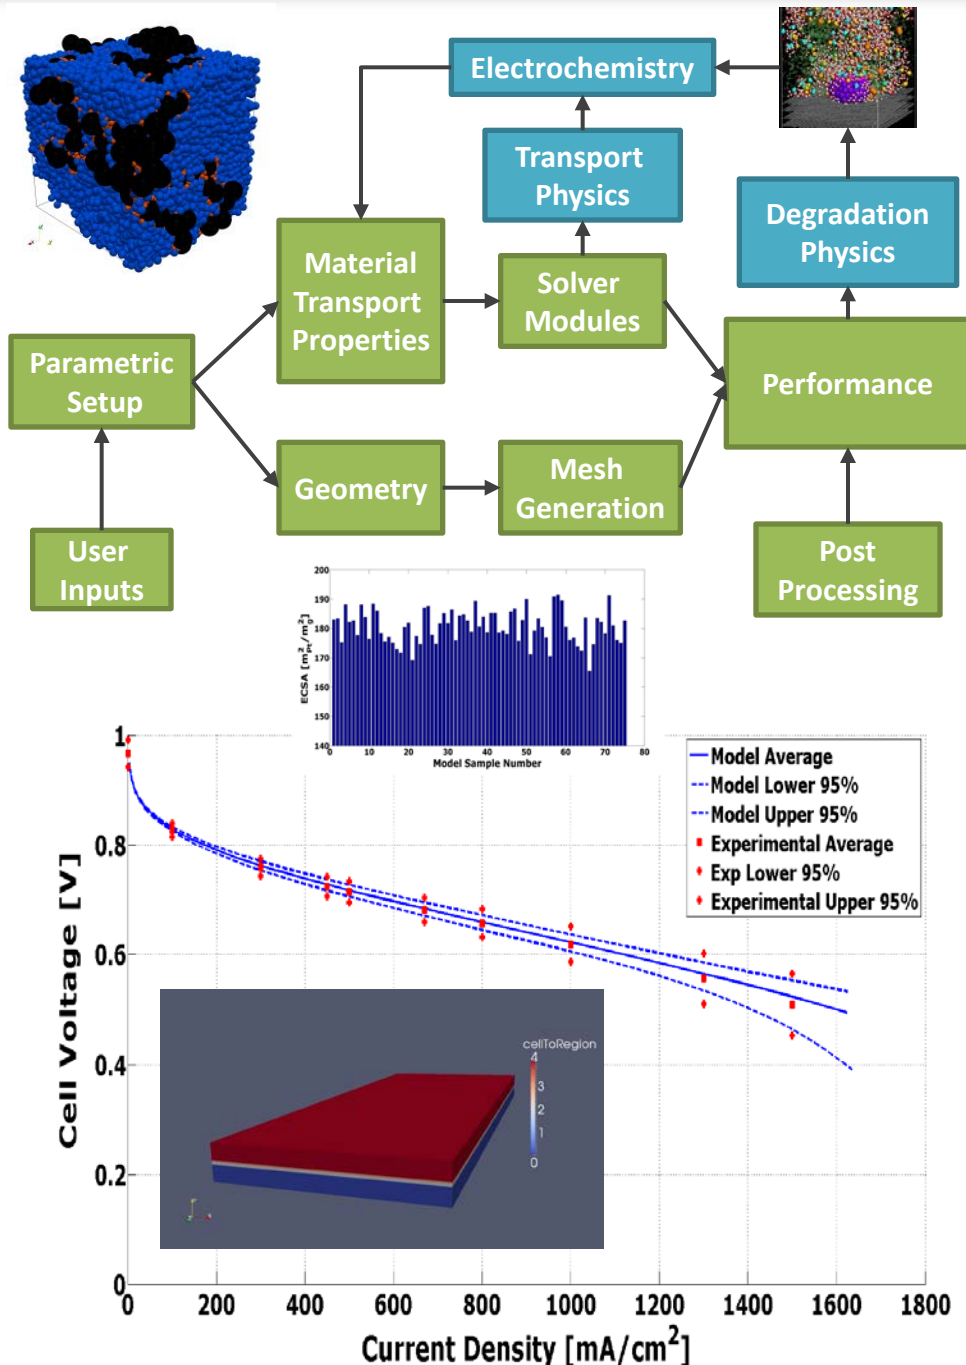 Electrochemistry
Transport
Physics
Degradation
Physics
Material
Transport
Properties
Solver
Modules
Parametric
Setup
Performance
Geometry
Mesh
Generation
User
Inputs
Post
Processing
200
190
180
170
160
150
140
0
10
20
30
40
50
60
70
80
ECSA [m²Pt/m²g]
Model Sample Number
Model Average
Model Lower 95%
Model Upper 95%
Experimental Average
Exp Lower 95%
Experimental Upper 95%
1
0.8
0.6
0.4
0.2
0
Cell Voltage [V]
cellToRegion
4
3
2
1
0
0
200
400
600
800
1000
1200
1400
1600
1800
Current Density [mA/cm²]